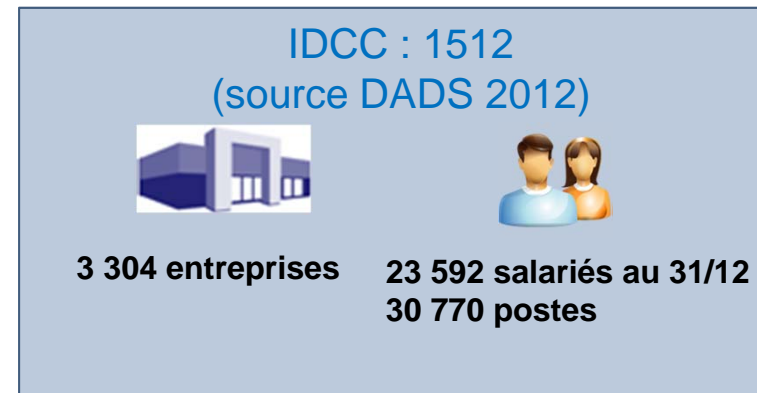 IDCC : 1512
(source DADS 2012)
3 304 entreprises
23 592 salariés au 31/12
30 770 postes